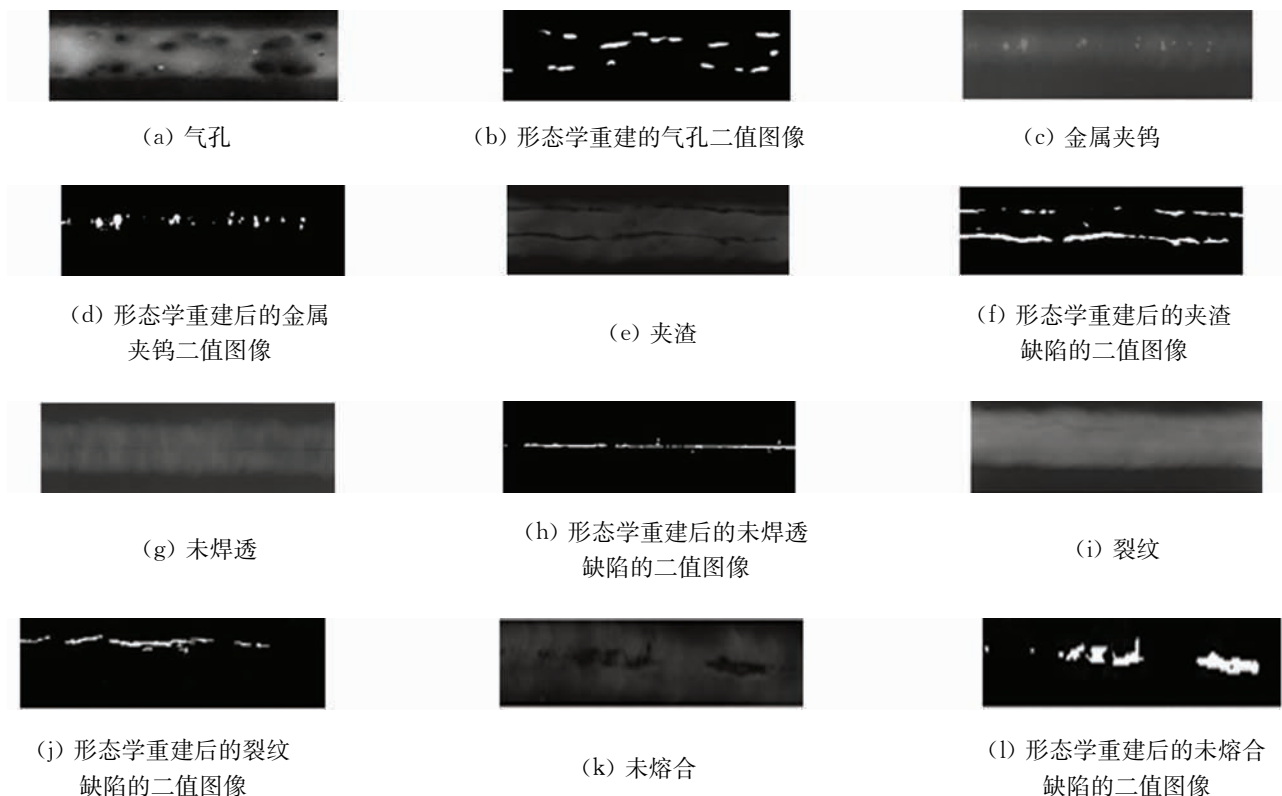 (a) 气孔
(b) 形态学重建的气孔二值图像
(c) 金属夹钨
(d) 形态学重建后的金属
夹钨二值图像
(e) 夹渣
(f) 形态学重建后的夹渣
缺陷的二值图像
(g) 未焊透
(h) 形态学重建后的未焊透
缺陷的二值图像
(i) 裂纹
(j) 形态学重建后的裂纹
缺陷的二值图像
(k) 未熔合
(l) 形态学重建后的未熔合
缺陷的二值图像